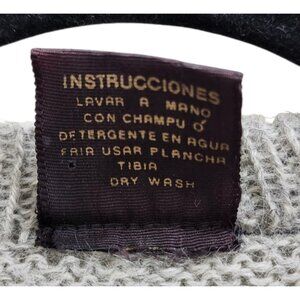 INSTRUCCIONES
LAVAR A MANO
CON CHAMPU O
DETERGENTE EN AGUA
FRIA USAR PLANCHA
TIBIA
DRY WASH